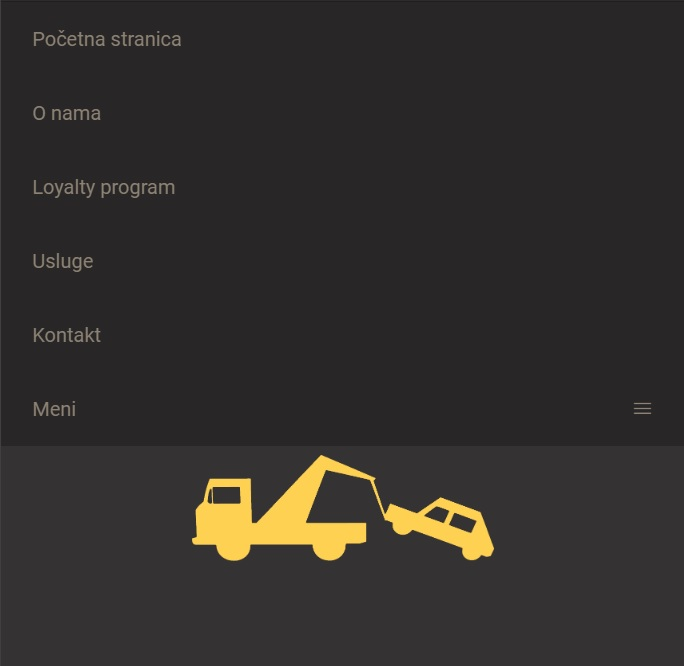 Početna stranica
O nama
Loyalty program
Usluge
Kontakt
Meni